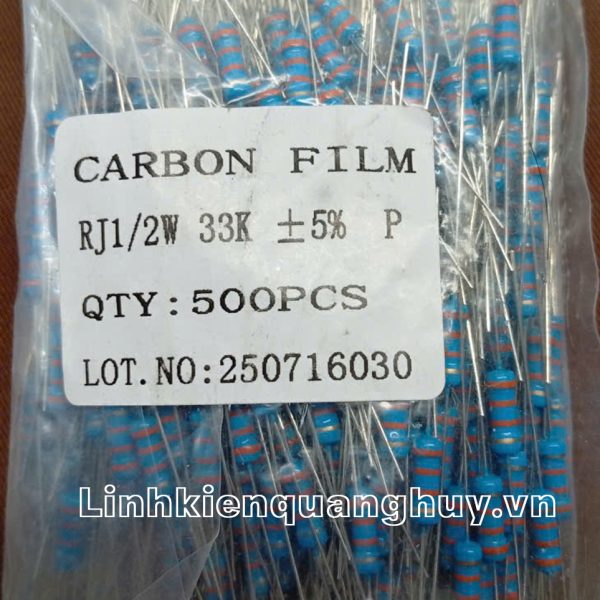 CARBON FILM
RJ1/2W 33K ±5% P
QTY:500PCS
LOT.NO:250716030
Linhkienquanghuy.vn